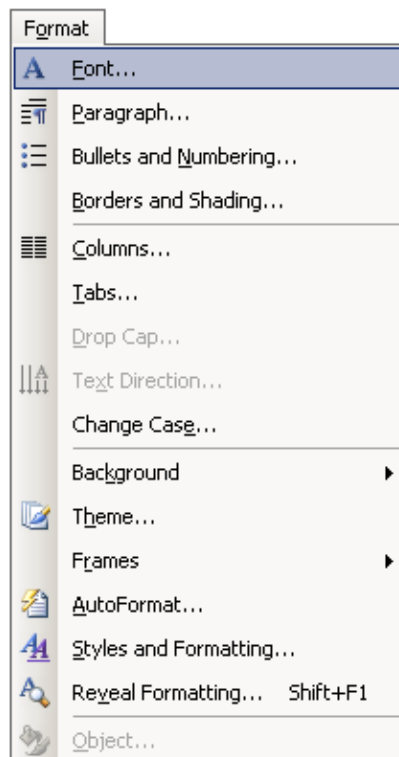 Format
Font...
Paragraph...
Bullets and Numbering...
Borders and Shading...
Columns...
Tabs...
Drop Cap...
Text Direction...
Change Case...
Background
Theme...
Frames
AutoFormat...
Styles and Formatting...
Reveal Formatting... Shift+F1
Object...